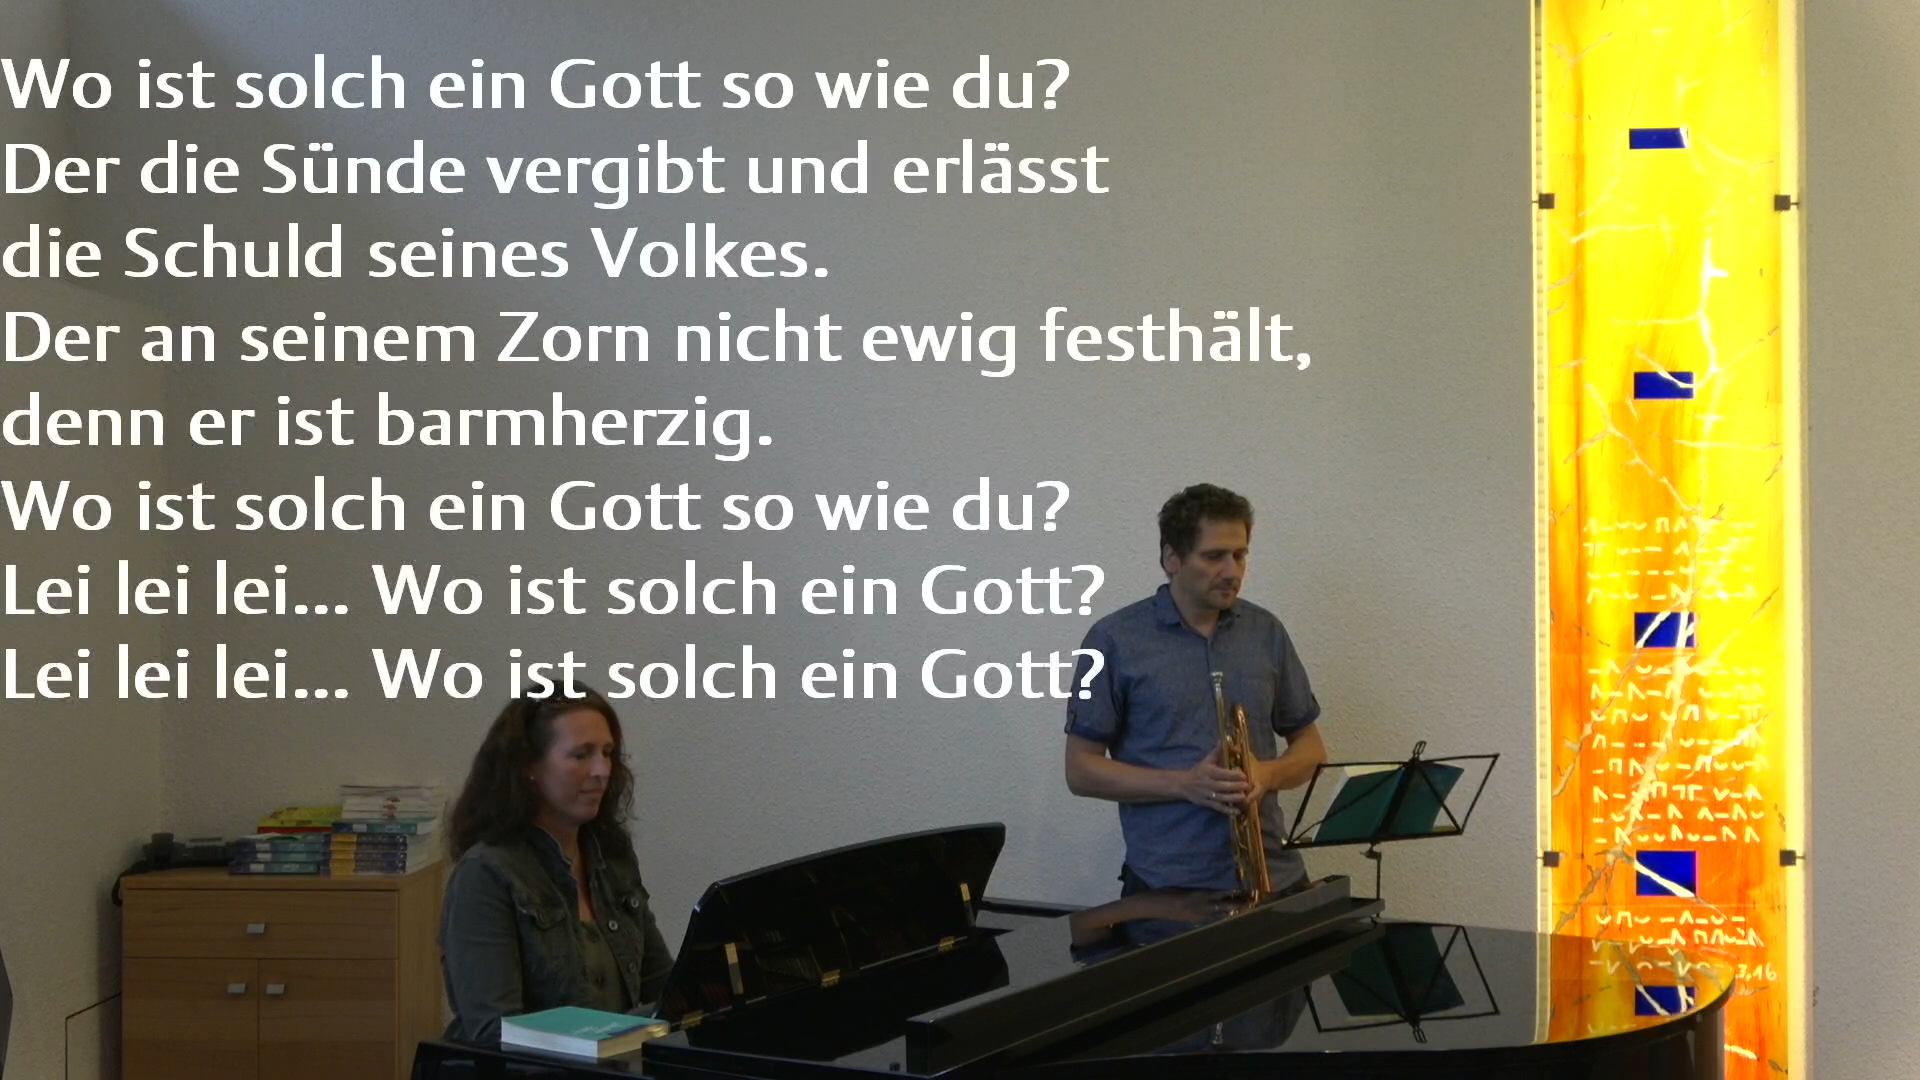 Wo ist solch ein Gott so wie du?
Der die Sünde vergibt und erlässt
die Schuld seines Volkes.
Der an seinem Zorn nicht ewig festhält,
denn er ist barmherzig.
Wo ist solch ein Gott so wie du?
Lei lei lei... Wo ist solch ein Gott?
Lei lei lei... Wo ist solch ein Gott?
3,16